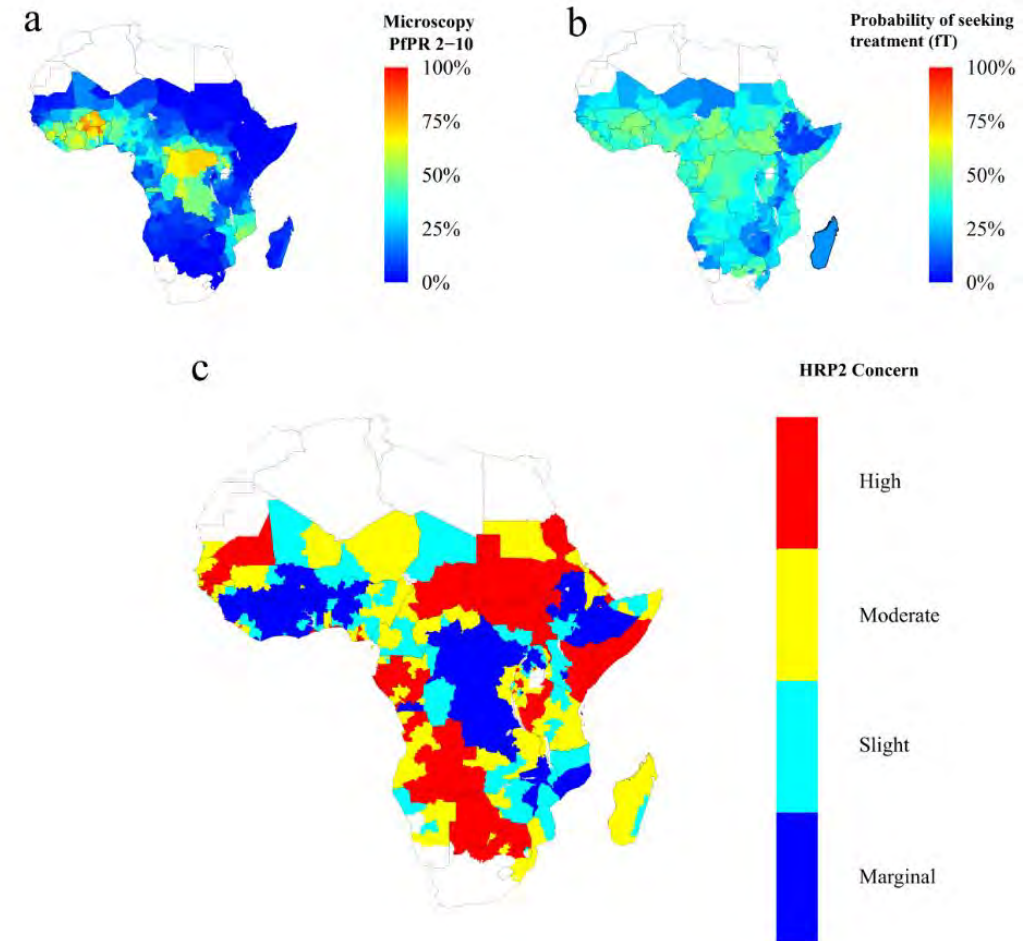 a
Microscopy
PfPR 2−10
100%
75%
50%
25%
0%
b
Probability of seeking
treatment (fT)
100%
75%
50%
25%
0%
c
HRP2 Concern
High
Moderate
Slight
Marginal